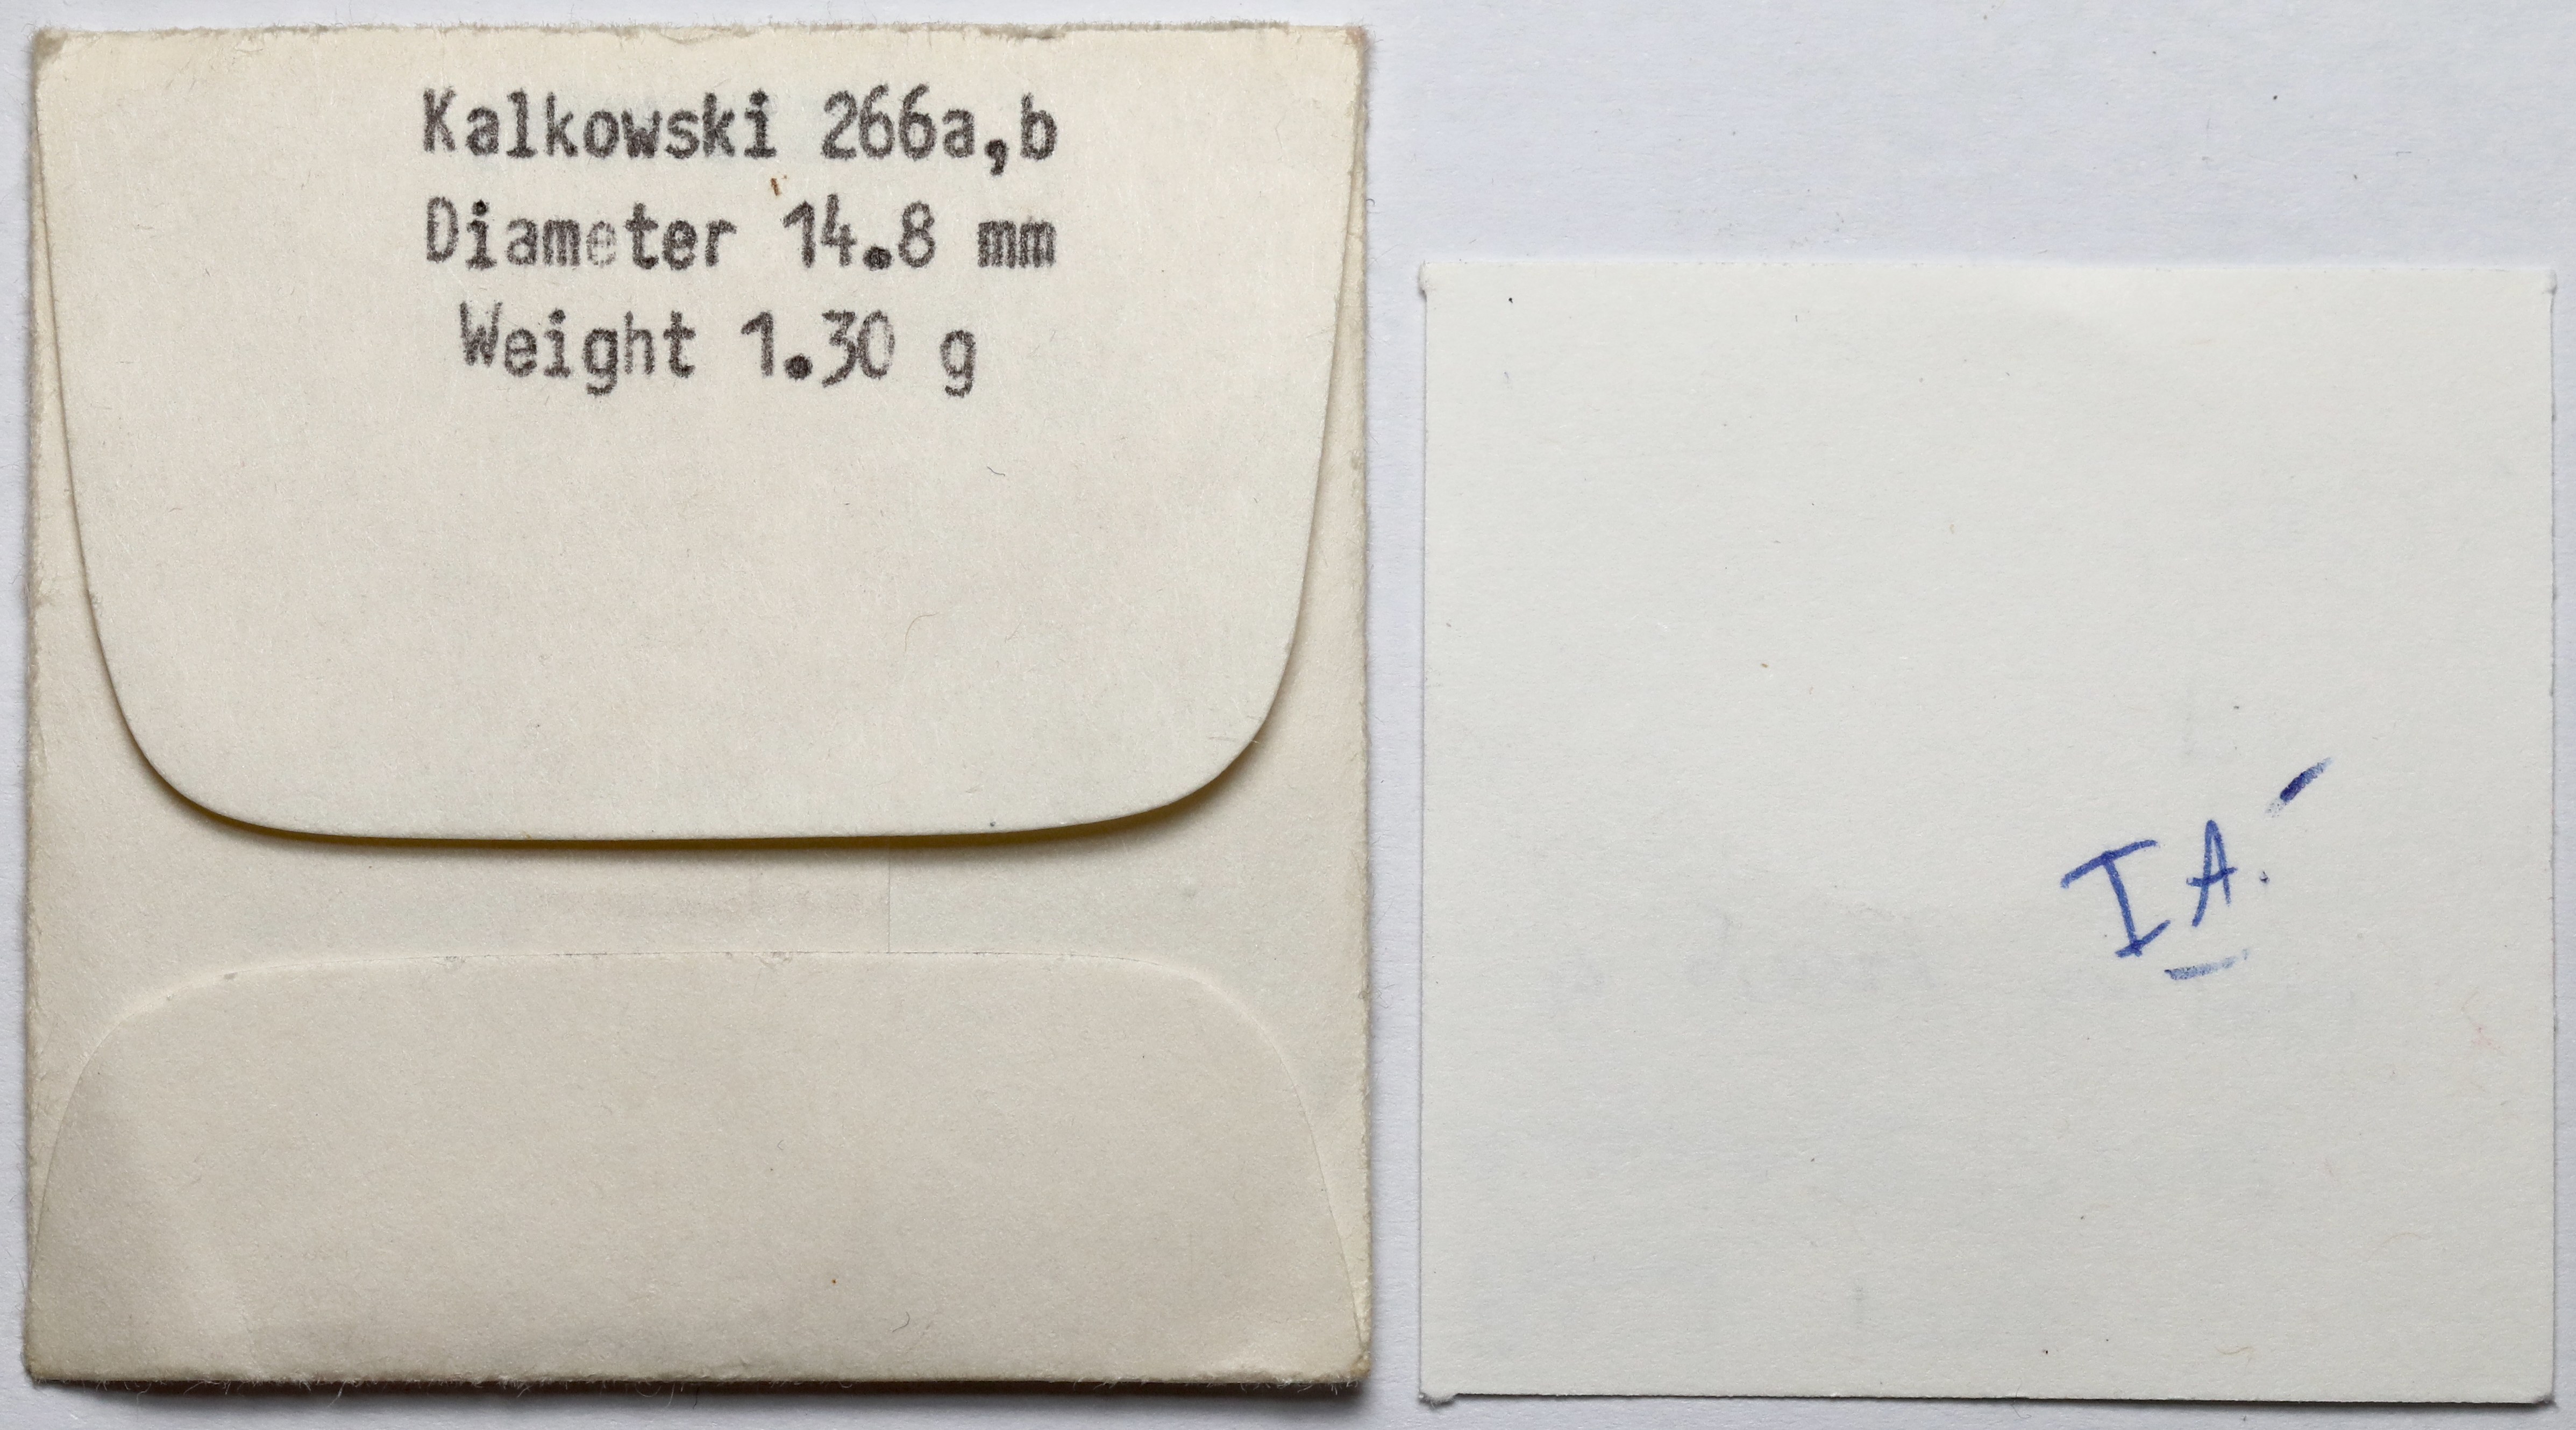 Kalkowski 266a,b
Diameter 14.8 mm
Weight 1.30 g
IA.